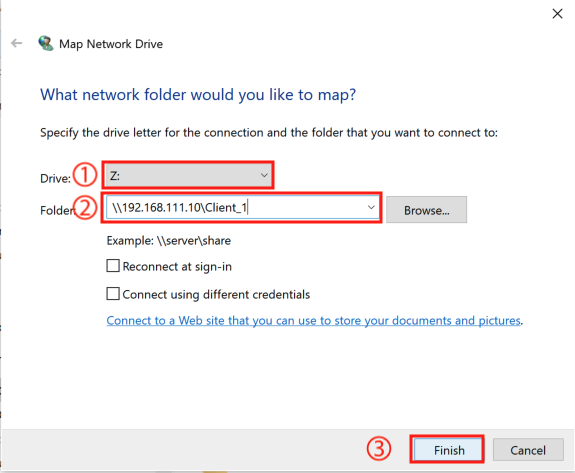 Map Network Drive
What network folder would you like to map?
Specify the drive letter for the connection and the folder that you want to connect to:
Drive: ① Z:
Folder: ② \\192.168.111.10\Client_1 Browse...
Example: \\server\share
Reconnect at sign-in
Connect using different credentials
Connect to a Web site that you can use to store your documents and pictures.
③ Finish Cancel